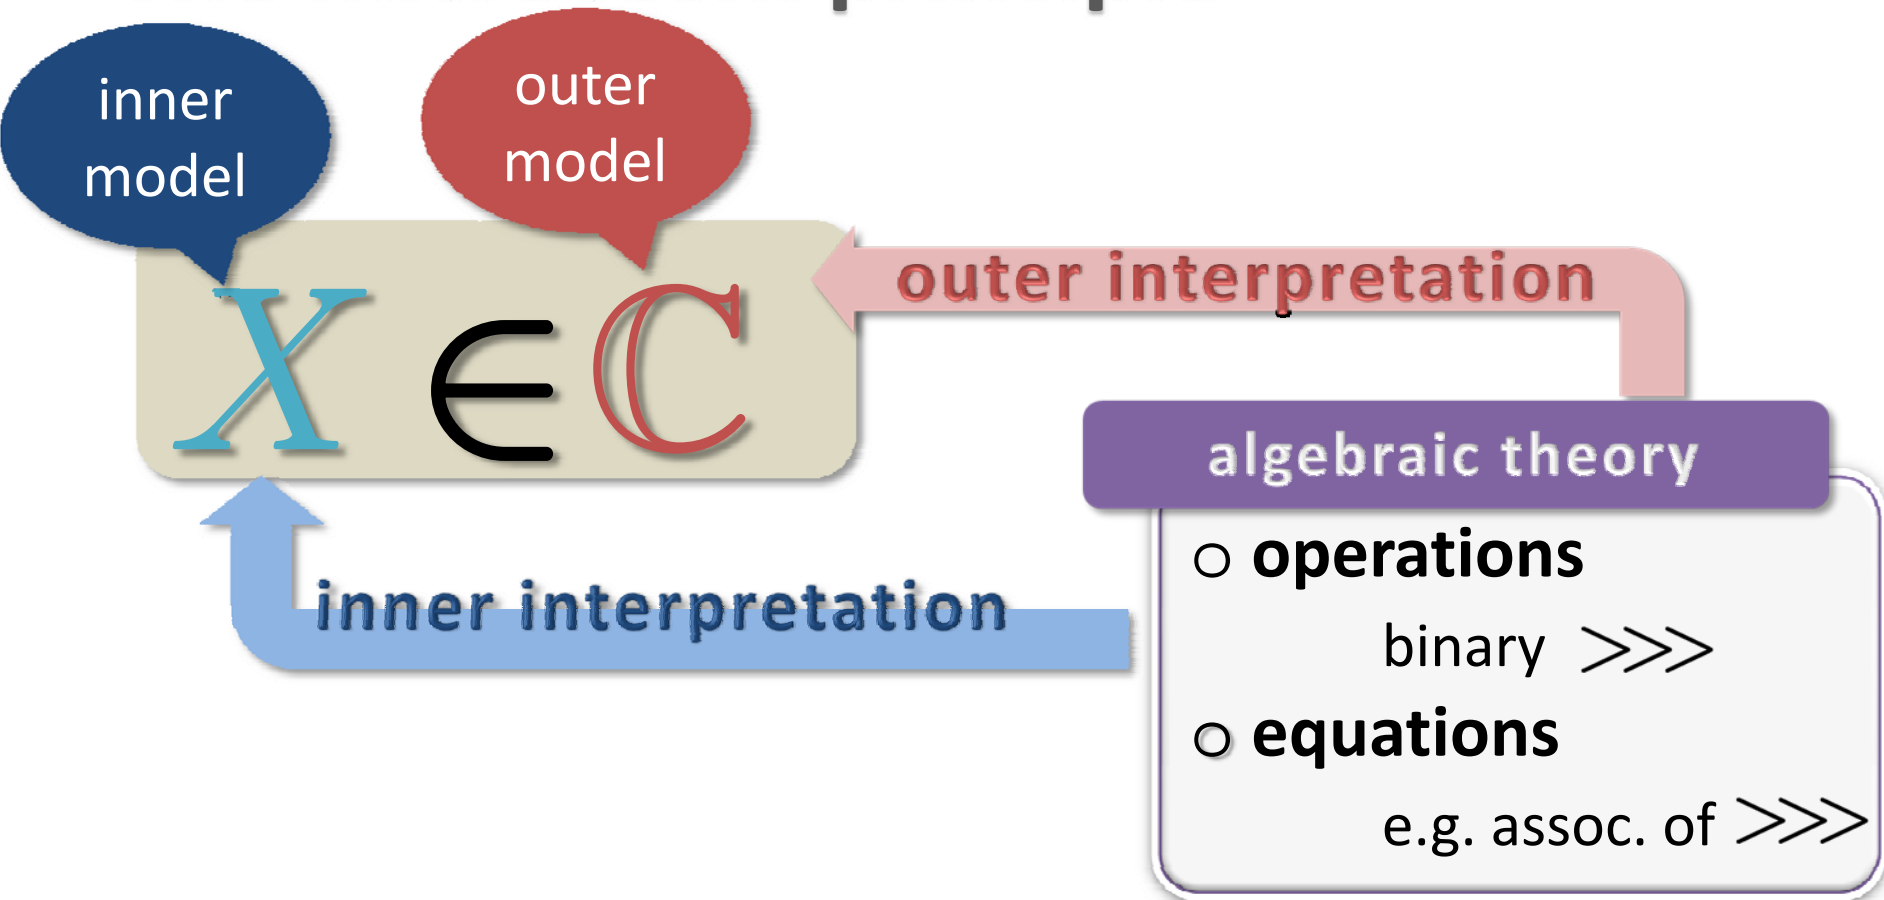 inner
model
outer
model
X ∈ ℂ
outer interpretation
inner interpretation
algebraic theory
o operations
binary >>>
o equations
e.g. assoc. of >>>